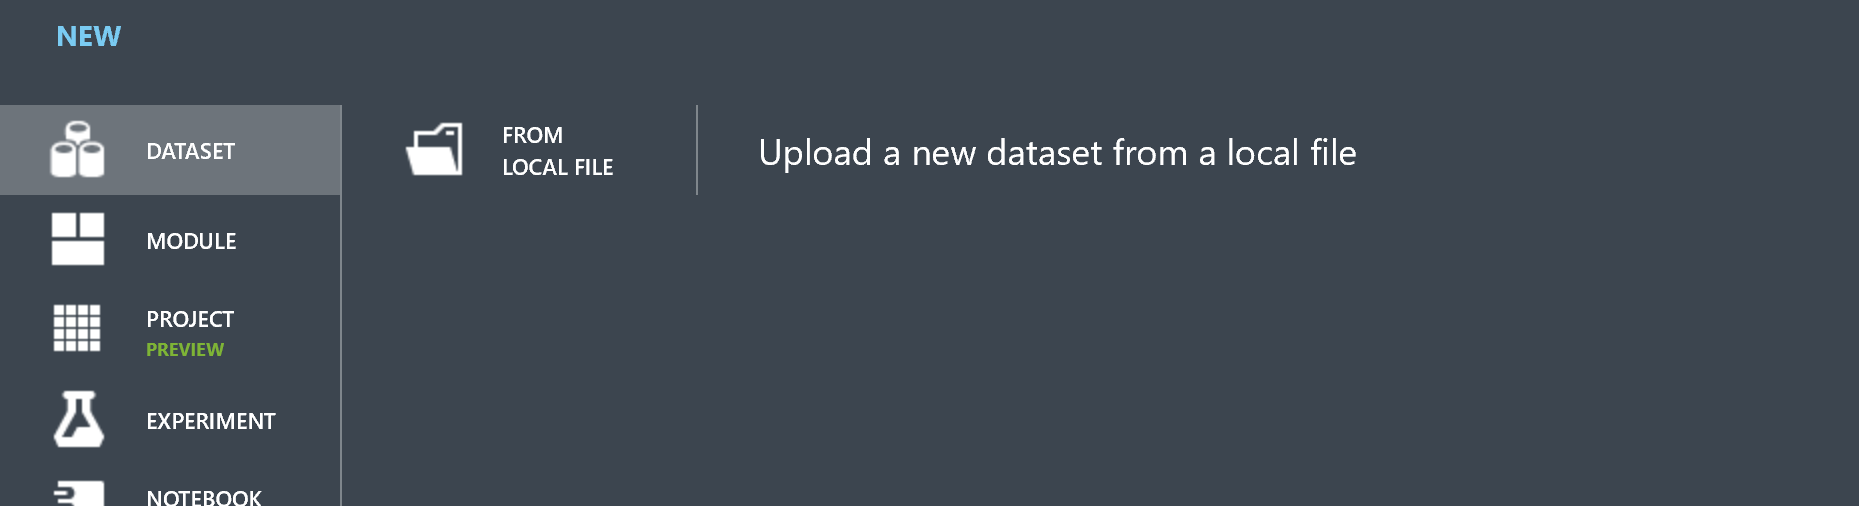 NEW
DATASET
FROM
LOCAL FILE
Upload a new dataset from a local file
MODULE
PROJECT
PREVIEW
EXPERIMENT
NOTEBOOK